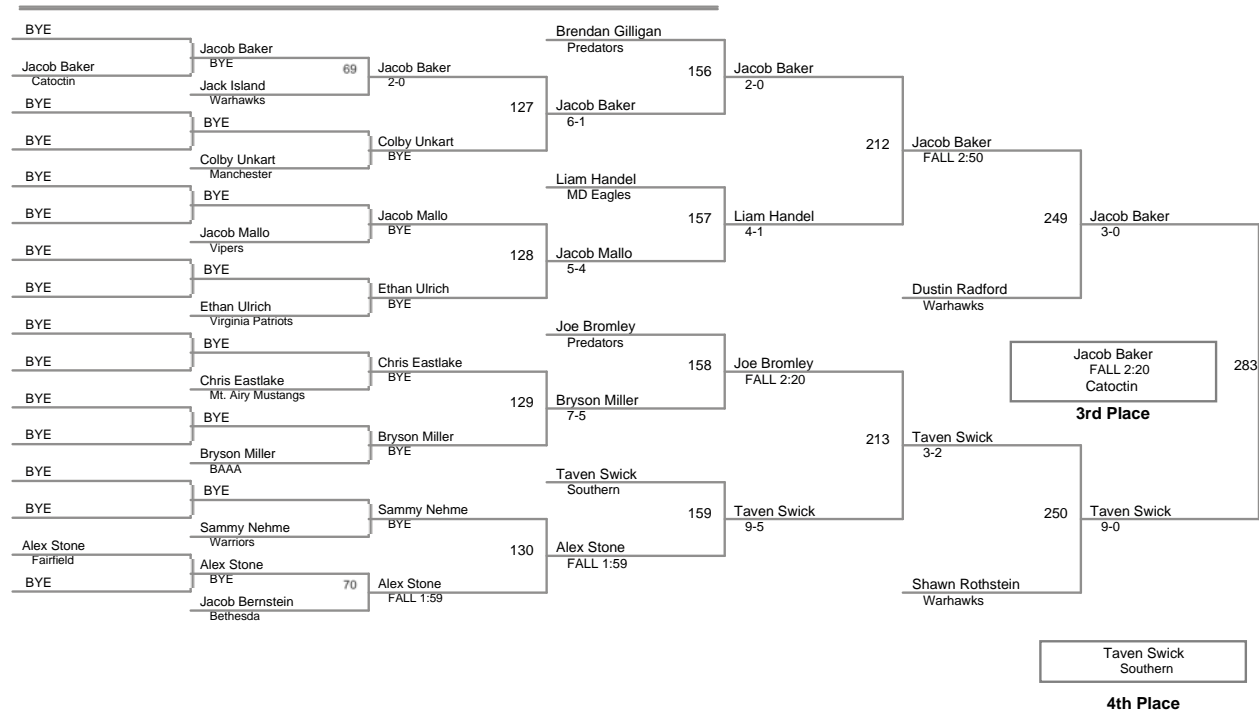 BYE
Jacob Baker
Catoctin
BYE
BYE
BYE
BYE
BYE
BYE
BYE
BYE
BYE
BYE
BYE
BYE
Alex Stone
Fairfield
BYE
Jacob Baker
BYE
69
Jack Island
Warhawks
BYE
Colby Unkart
Manchester
BYE
Jacob Mallo
Vipers
BYE
Ethan Ulrich
Virginia Patriots
BYE
Chris Eastlake
Mt. Airy Mustangs
BYE
Bryson Miller
BAAA
BYE
Sammy Nehme
Warriors
Alex Stone
BYE
70
Jacob Bernstein
Bethesda
Jacob Baker
2-0
127
Colby Unkart
BYE
Jacob Mallo
BYE
128
Ethan Ulrich
BYE
Chris Eastlake
BYE
129
Bryson Miller
BYE
Sammy Nehme
BYE
130
Alex Stone
FALL 1:59
Brendan Gilligan
Predators
156
Jacob Baker
6-1
Liam Handel
MD Eagles
157
Jacob Mallo
5-4
Joe Bromley
Predators
158
Bryson Miller
7-5
Taven Swick
Southern
159
Alex Stone
FALL 1:59
Jacob Baker
2-0
212
Liam Handel
4-1
Joe Bromley
FALL 2:20
213
Taven Swick
9-5
Jacob Baker
FALL 2:50
249
Dustin Radford
Warhawks
Taven Swick
3-2
250
Shawn Rothstein
Warhawks
Jacob Baker
3-0
283
Taven Swick
9-0
Jacob Baker
FALL 2:20
Catoctin
3rd Place
Taven Swick
Southern
4th Place